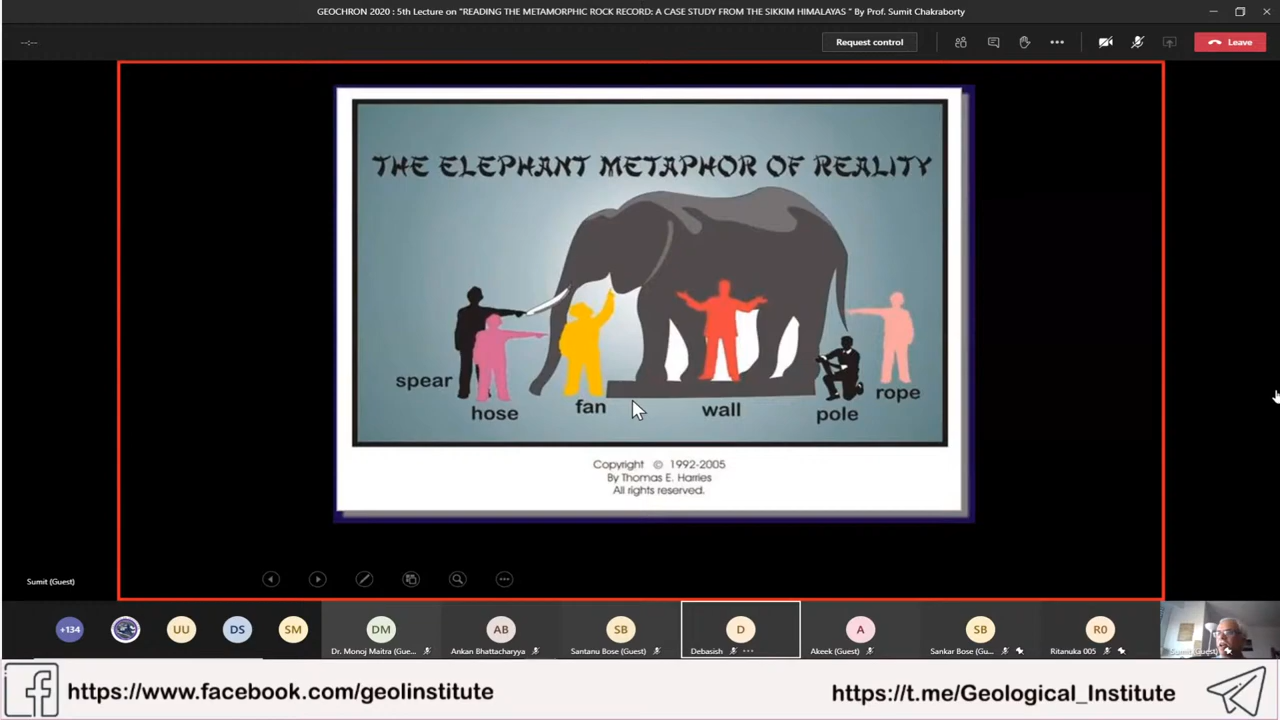 GEOCHRON 2020 : 5th Lecture on “READING THE METAMORPHIC ROCK RECORD: A CASE STUDY FROM THE SIKKIM HIMALAYAS ” By Prof. Sumit Chakraborty
--:--
Request control
Leave
THE ELEPHANT METAPHOR OF REALITY
spear
hose
fan
wall
pole
rope
Copyright © 1992-2005
By Thomas E. Harries
All rights reserved.
Sumit (Guest)
+134
UU
DS
SM
DM
AB
SB
D
A
SB
R0
Dr. Monoj Maitra (Gue...
Ankan Bhattacharyya
Santanu Bose (Guest)
Debasish
Akeek (Guest)
Sankar Bose (Gu...
Ritanuka 005
Sumit (Guest)
https://www.facebook.com/geolinstitute
https://t.me/Geological_Institute